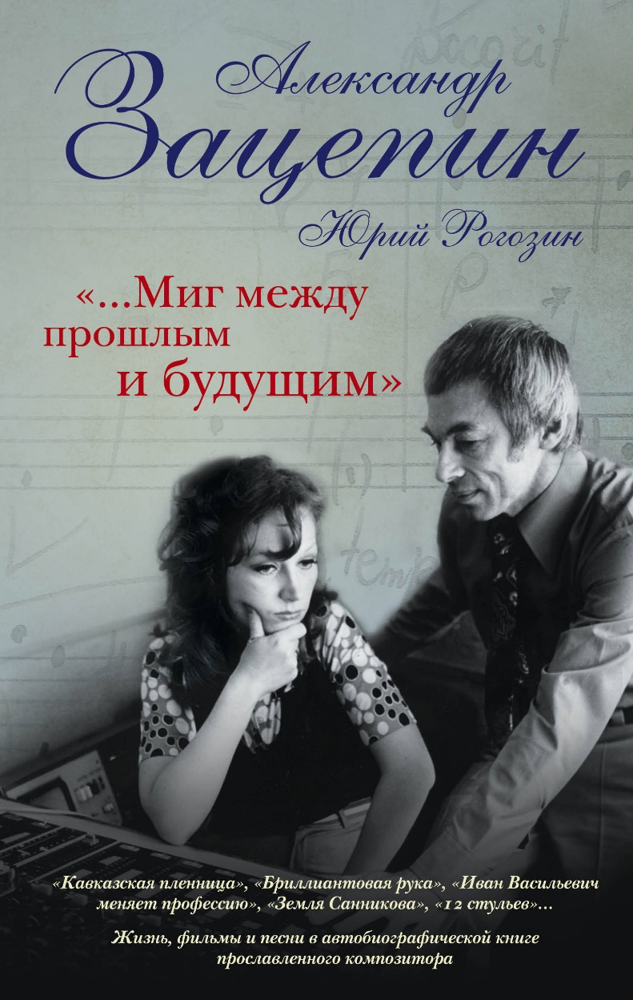 Александр
Зацепин
Юрий Рогозин
«...Миг между
прошлым
и будущим»
«Кавказская пленница», «Бриллиантовая рука», «Иван Васильевич
меняет профессию», «Земля Санникова», «12 стульев»...
Жизнь, фильмы и песни в автобиографической книге
прославленного композитора